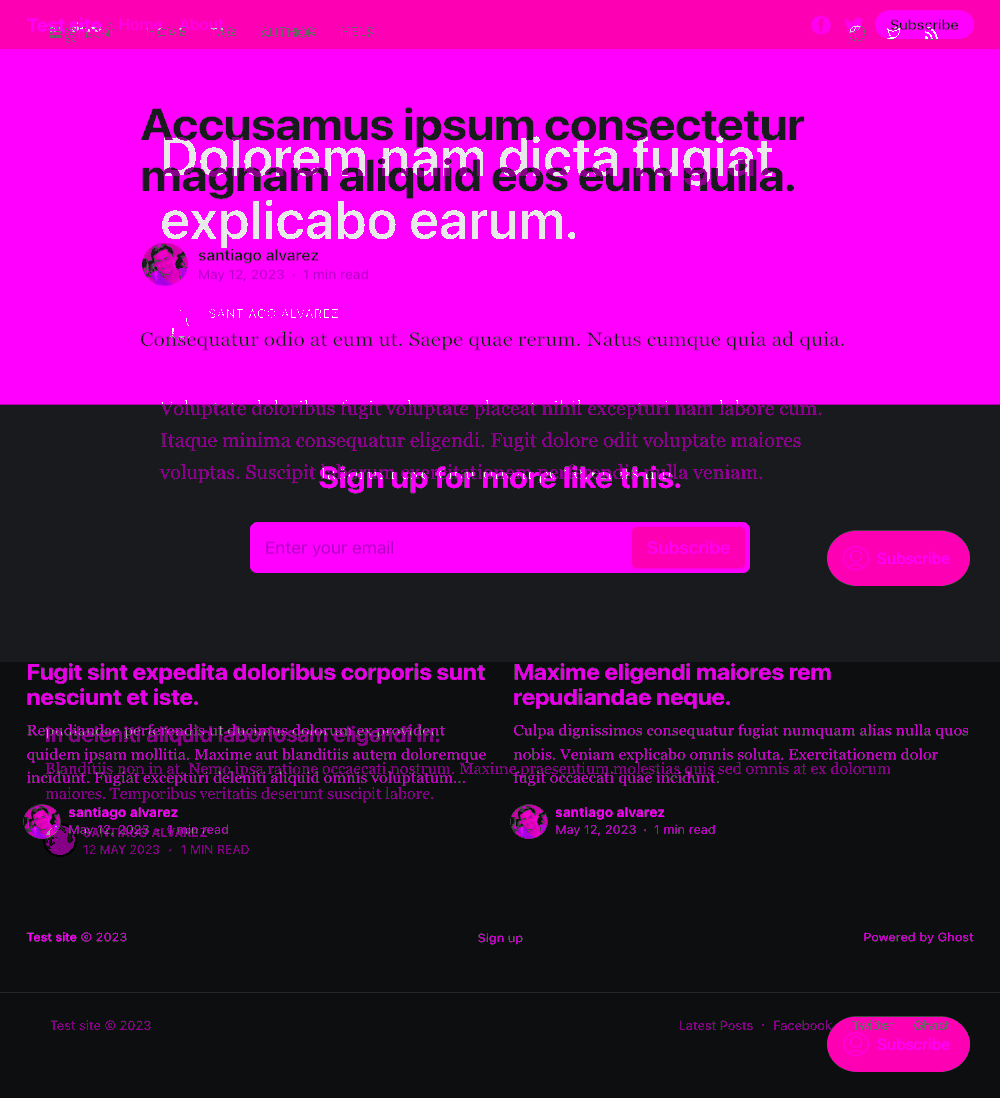 Test site Home About
Subscribe
Accusamus ipsum consectetur
Dolorem nam dicta fugiat
magnam aliquid eos eum nulla.
explicabo earum.
santiago alvarez
May 12, 2023 · 1 min read
SANTIAGO ALVAREZ
Consequatur odio at eum ut. Saepe quae rerum. Natus cumque quia ad quia.
Voluptate doloribus fugit voluptate placeat nihil excepturi nam labore cum.
Itaque minima consequatur eligendi. Fugit dolore odit voluptate maiores
voluptas. Suscipit laborum exercitationem perferendis nulla veniam.
Sign up for more like this.
Enter your email Subscribe
Subscribe
Fugit sint expedita doloribus corporis sunt
nesciunt et iste.
Maxime eligendi maiores rem
repudiandae neque.
Repudiandae perferendis ut ducimus dolorum ex provident
quidem ipsam mollitia. Maxime aut blanditiis autem doloremque
incidunt. Fugiat excepturi deleniti aliquid omnis voluptatum...
Culpa dignissimos consequatur fugiat numquam alias nulla quos
nobis. Veniam explicabo omnis soluta. Exercitationem dolor
fugit occaecati quae incidunt.
In deleniti aliquid laboriosam eligendi.
Blanditiis non in at. Nemo ipsa ratione occaecati nostrum. Maxime praesentium molestias quis sed omnis at ex dolorum
maiores. Temporibus veritatis deserunt suscipit labore.
santiago alvarez
May 12, 2023 · 1 min read
santiago alvarez
May 12, 2023 · 1 min read
SANTIAGO ALVAREZ
12 MAY 2023 · 1 MIN READ
Test site © 2023
Sign up
Powered by Ghost
Test site © 2023
Latest Posts · Facebook Twitter Ghost
Subscribe